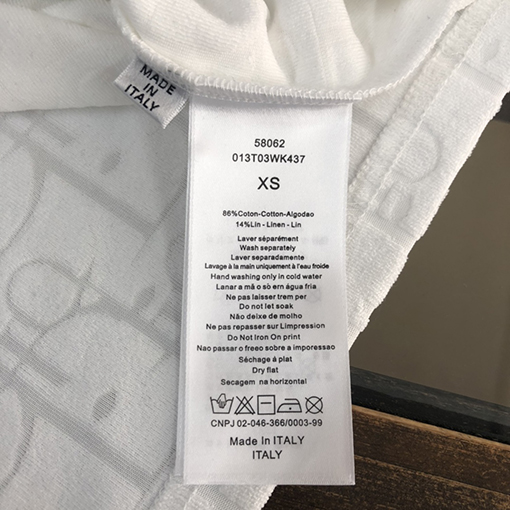 MADE
IN
ITALY
58062
013T03WK437
XS
86%Coton-Cotton-Algodao
14%Lin - Linen - Lin
Laver séparément
Wash separately
Laver separadamente
Lavage à la main uniquement à l'eau froide
Hand washing only in cold water
Lanar a mã o sò ern água fria
Ne pas laisser trem per
Do not let soak
Não deixe de molho
Ne pas repasser sur Limpression
Do Not Iron On print
Nao passar o freeo sobre a impressao
Séchage á plat
Dry flat
Secagem na horizontal
CNPJ 02-046-366/0003-99
Made In ITALY
ITALY